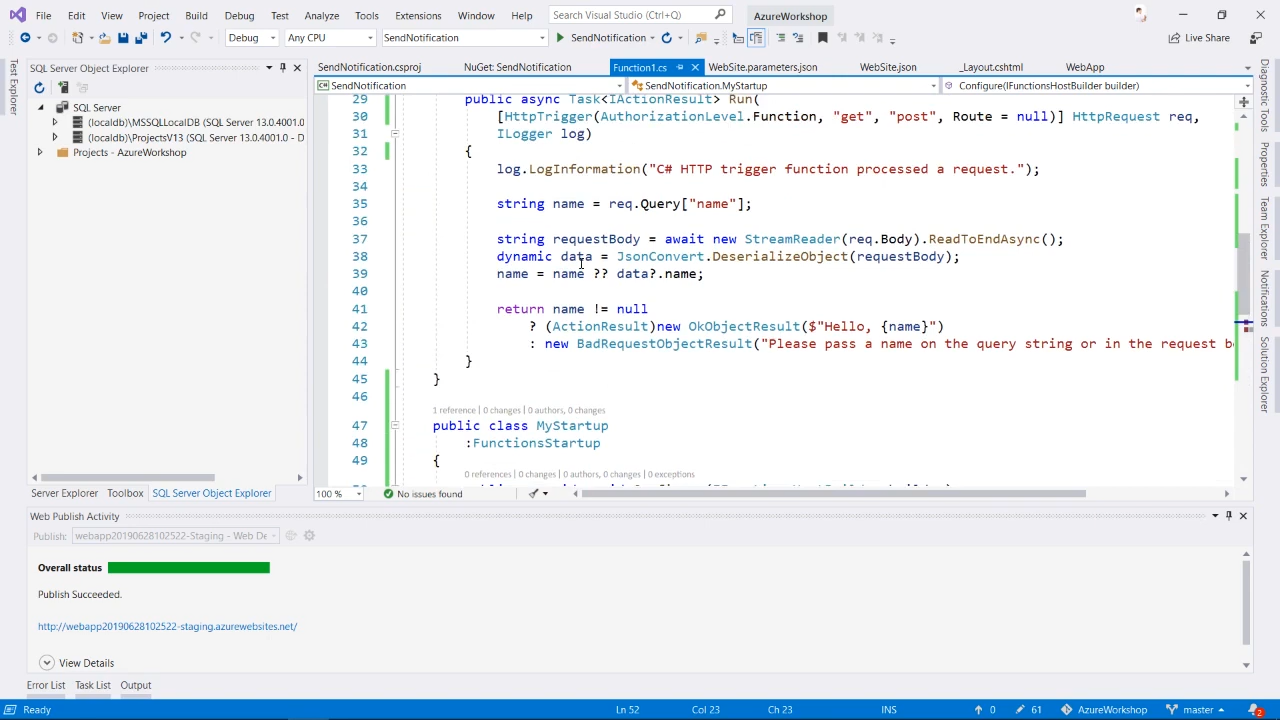 File Edit View Project Build Debug Test Analyze Tools Extensions Window Help Search Visual Studio (Ctrl+Q) AzureWorkshop
Debug Any CPU SendNotification SendNotification Live Share
SQL Server Object Explorer
SendNotification.csproj NuGet: SendNotification Function1.cs WebSite.parameters.json WebSite.json _Layout.cshtml WebApp
SendNotification SendNotification.MyStartup Configure(IFunctionsHostBuilder builder)
Test Explorer
SQL Server
(localdb)\MSSQLLocalDB (SQL Server 13.0.4001.0
(localdb)\ProjectsV13 (SQL Server 13.0.4001.0 - D
Projects - AzureWorkshop
29 public async Task<IActionResult> Run(
30 [HttpTrigger(AuthorizationLevel.Function, "get", "post", Route = null)] HttpRequest req,
31 ILogger log)
32 {
33 log.LogInformation("C# HTTP trigger function processed a request.");
34
35 string name = req.Query["name"];
36
37 string requestBody = await new StreamReader(req.Body).ReadToEndAsync();
38 dynamic data = JsonConvert.DeserializeObject(requestBody);
39 name = name ?? data?.name;
40
41 return name != null
42 ? (ActionResult)new OkObjectResult($"Hello, {name}")
43 : new BadRequestObjectResult("Please pass a name on the query string or in the request b
44 }
45 }
46
1 reference | 0 changes | 0 authors, 0 changes
47 public class MyStartup
48 :FunctionsStartup
49 {
0 references | 0 changes | 0 authors, 0 changes | 0 exceptions
100 % No issues found
Server Explorer Toolbox SQL Server Object Explorer
Diagnostic Tools
Properties
Team Explorer
Notifications
Solution Explorer
Web Publish Activity
Publish: webapp20190628102522-Staging - Web De
Overall status
Publish Succeeded.
http://webapp20190628102522-staging.azurewebsites.net/
View Details
Error List Task List Output
Ready Ln 52 Col 23 Ch 23 INS 0 61 AzureWorkshop master 2